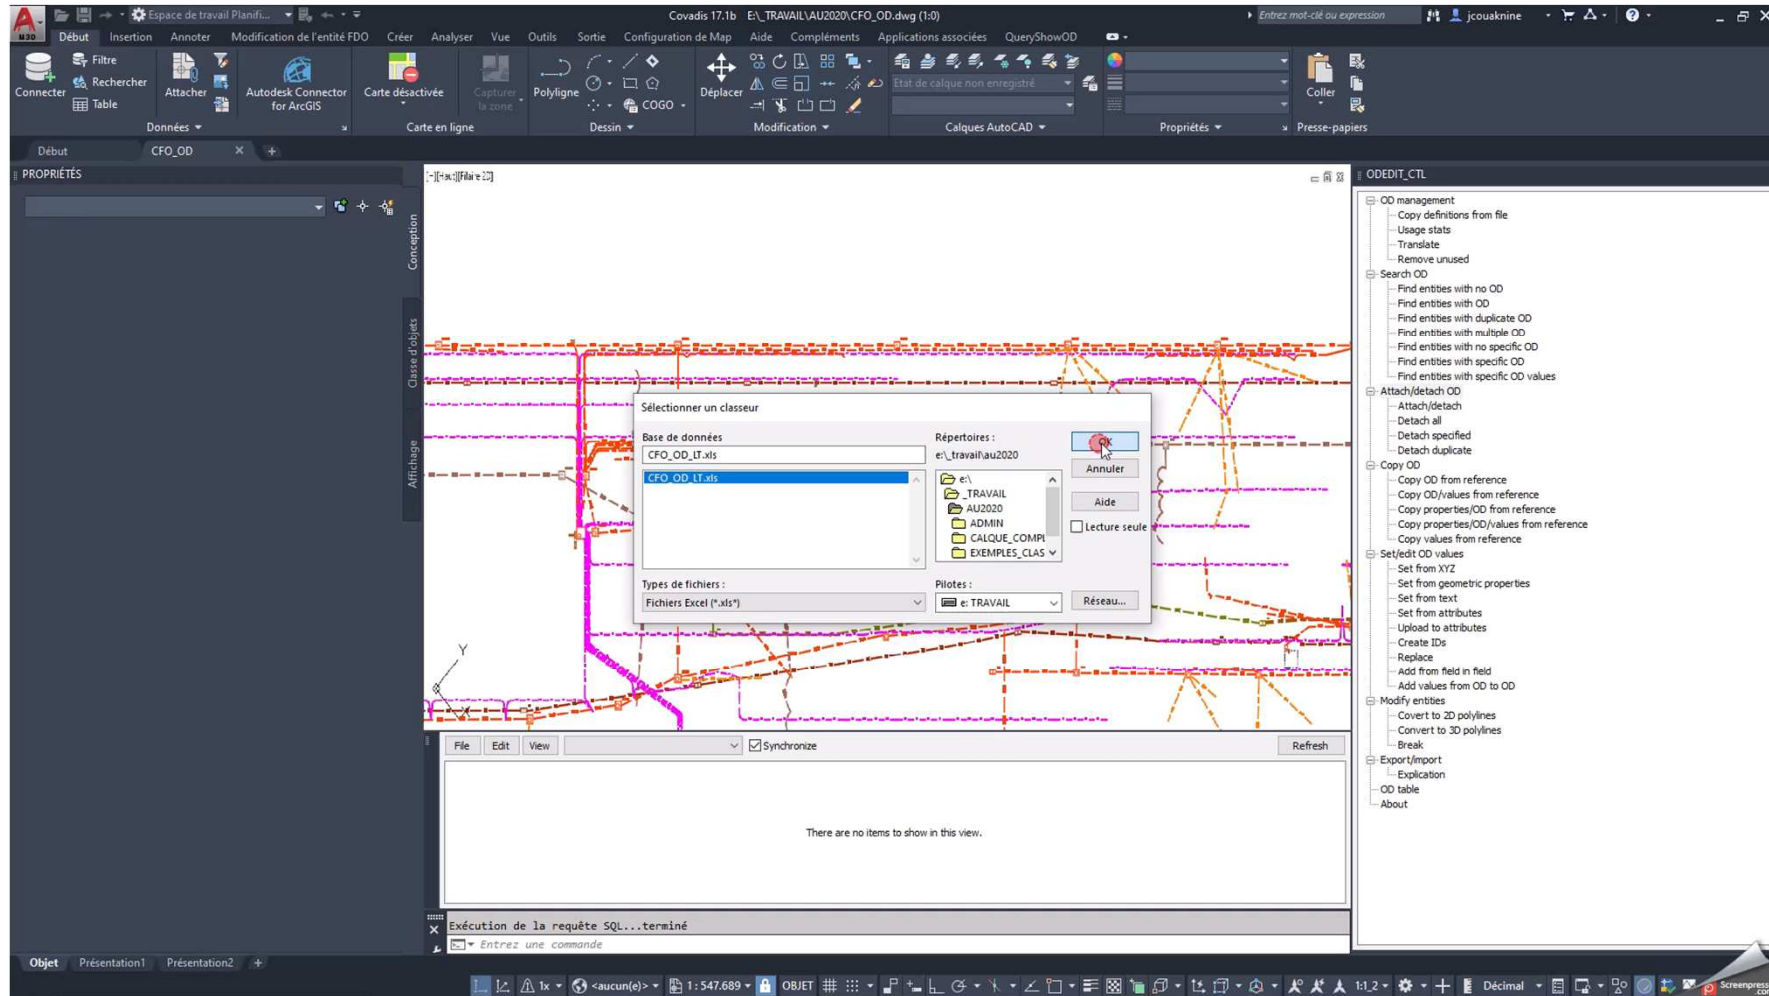 M3D
Espace de travail Planifi...
Covadis 17.1b E:\_TRAVAIL\AU2020\CFO_OD.dwg (1:0)
Entrez mot-clé ou expression
jcouaknine
Début Insertion Annoter Modification de l'entité FDO Créer Analyser Vue Outils Sortie Configuration de Map Aide Compléments Applications associées QueryShowOD
Connecter
Filtre
Rechercher
Table
Attacher
Autodesk Connector
for ArcGIS
Carte désactivée
Capturer
la zone
Polyligne
COGO
Déplacer
Etat de calque non enregistré
Coller
Données
Carte en ligne
Dessin
Modification
Calques AutoCAD
Propriétés
Presse-papiers
Début
CFO_OD
PROPRIÉTÉS
Conception
Classe d'objets
Affichage
[-][Haut][Filaire 2D]
Y
X
Sélectionner un classeur
Base de données
CFO_OD_LT.xls
CFO_OD_LT.xls
Types de fichiers :
Fichiers Excel (*.xls*)
Répertoires :
e:\_travail\au2020
e:\
_TRAVAIL
AU2020
ADMIN
CALQUE_COMPL
EXEMPLES_CLAS
Pilotes :
e: TRAVAIL
OK
Annuler
Aide
Lecture seule
Réseau...
File Edit View
Synchronize
Refresh
There are no items to show in this view.
Exécution de la requête SQL...terminé
Entrez une commande
ODEDIT_CTL
OD management
Copy definitions from file
Usage stats
Translate
Remove unused
Search OD
Find entities with no OD
Find entities with OD
Find entities with duplicate OD
Find entities with multiple OD
Find entities with no specific OD
Find entities with specific OD
Find entities with specific OD values
Attach/detach OD
Attach/detach
Detach all
Detach specified
Detach duplicate
Copy OD
Copy OD from reference
Copy OD/values from reference
Copy properties/OD from reference
Copy properties/OD/values from reference
Copy values from reference
Set/edit OD values
Set from XYZ
Set from geometric properties
Set from text
Set from attributes
Upload to attributes
Create IDs
Replace
Add from field in field
Add values from OD to OD
Modify entities
Convert to 2D polylines
Convert to 3D polylines
Break
Export/import
Explication
OD table
About
Objet Présentation1 Présentation2
1x
<aucun(e)>
1 : 547.689
OBJET
1:1_2
Décimal
Screenpresso